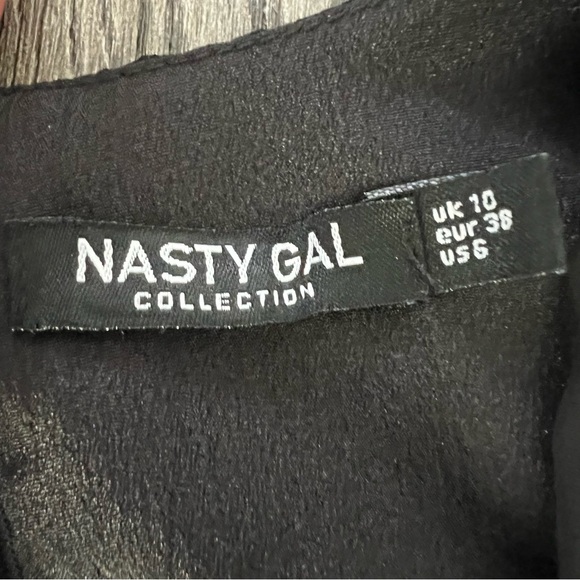 NASTY GAL
COLLECTION
uk 10
eur 38
us 6